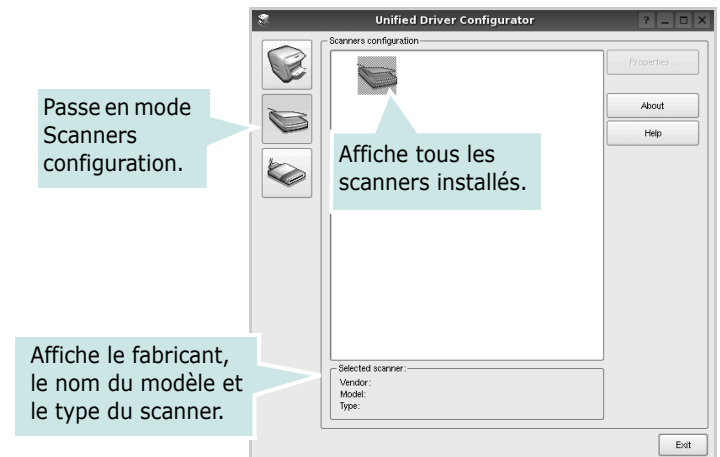 Unified Driver Configurator
Scanners configuration
Properties...
About
Help
Passe en mode
Scanners
configuration.
Affiche tous les
scanners installés.
Affiche le fabricant,
le nom du modèle et
le type du scanner.
Selected scanner:
Vendor:
Model:
Type:
Exit